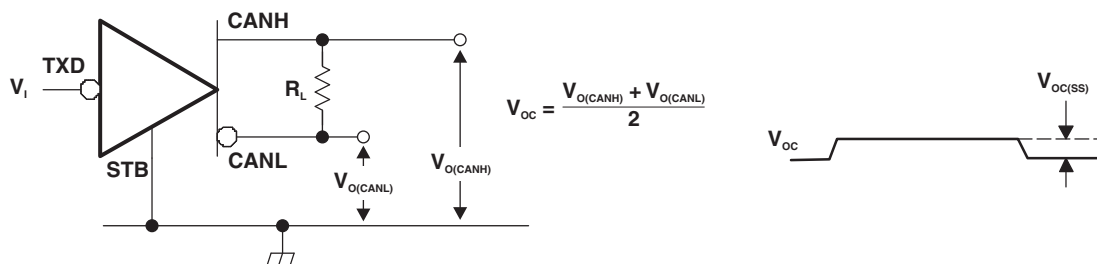 CANH
TXD
V_I
R_L
STB
CANL
V_O(CANL)
V_O(CANH)
V_OC = (V_O(CANH) + V_O(CANL)) / 2
V_OC(SS)
V_OC